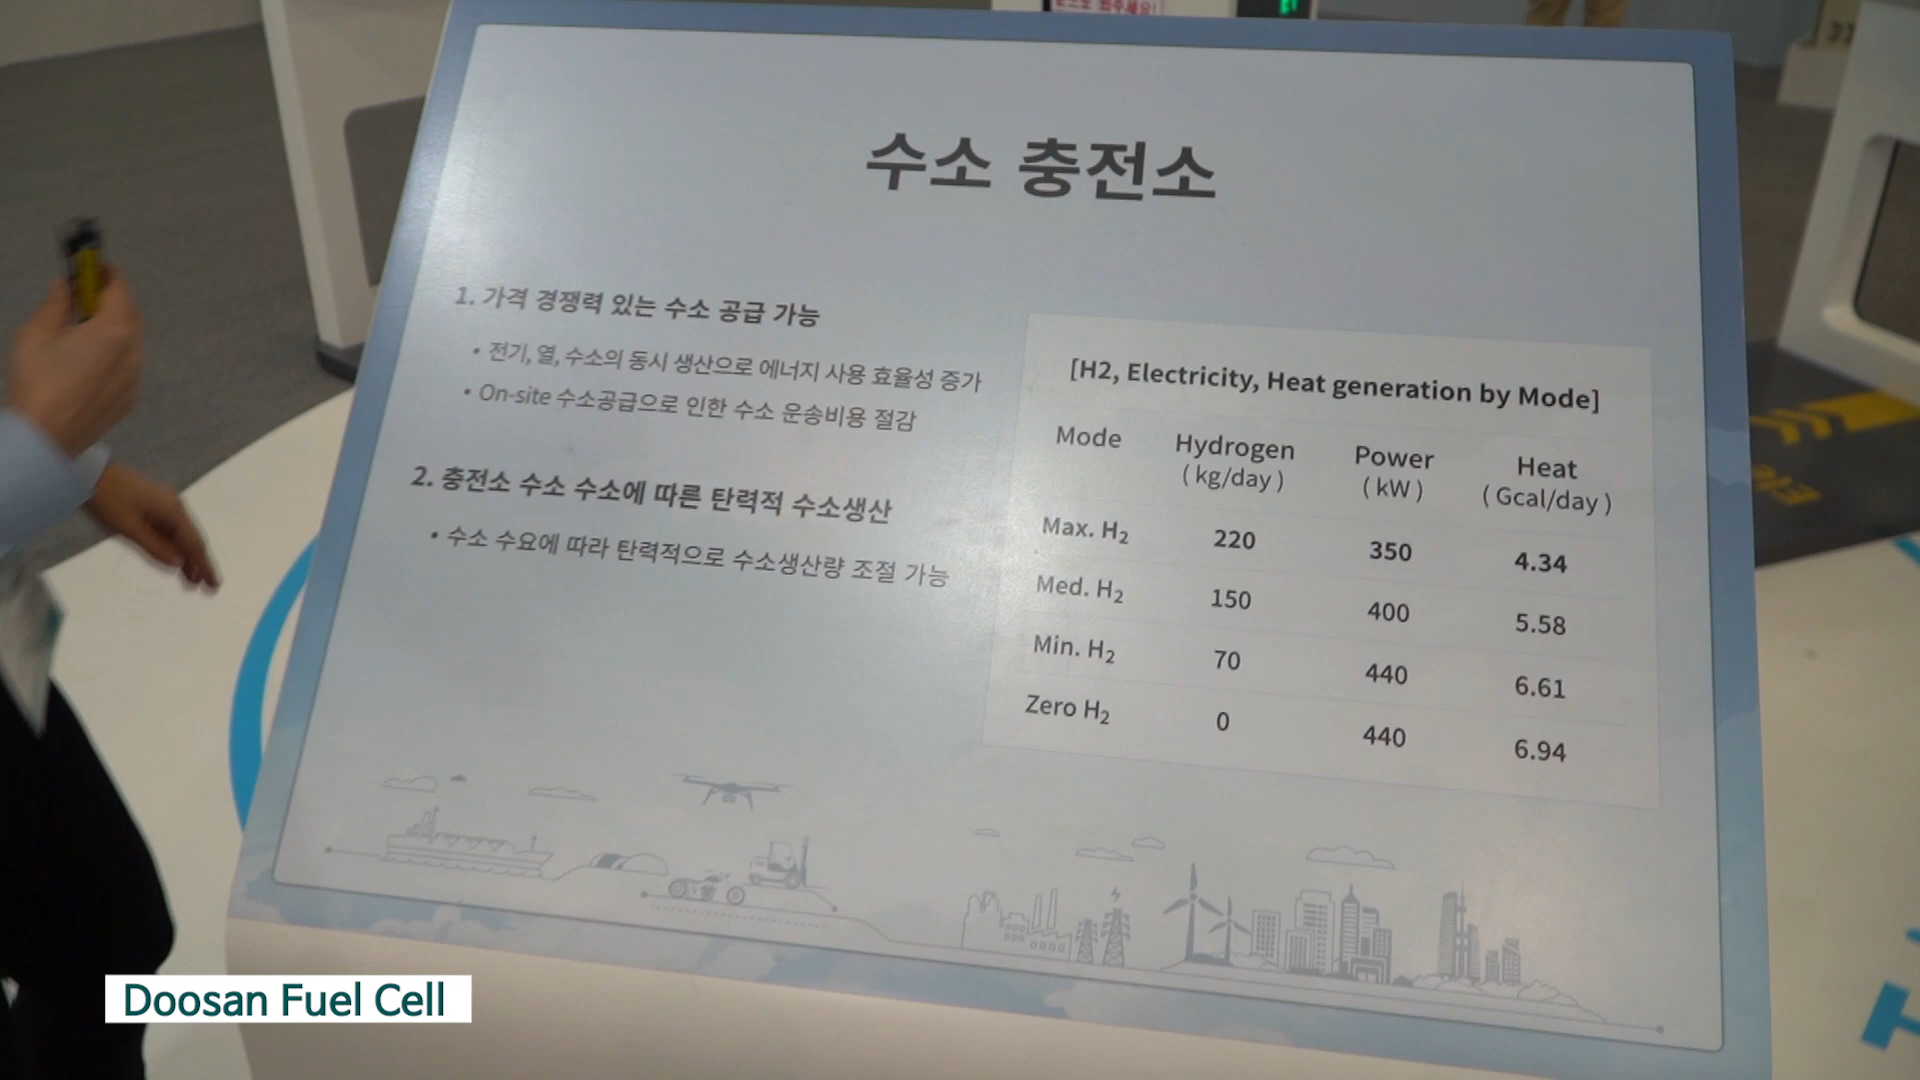 수소 충전소
1. 가격 경쟁력 있는 수소 공급 가능
• 전기, 열, 수소의 동시 생산으로 에너지 사용 효율성 증가
• On-site 수소공급으로 인한 수소 운송비용 절감
2. 충전소 수소 수소에 따른 탄력적 수소생산
• 수소 수요에 따라 탄력적으로 수소생산량 조절 가능
[H2, Electricity, Heat generation by Mode]
Mode Hydrogen (kg/day) Power (kW) Heat (Gcal/day)
Max. H2 220 350 4.34
Med. H2 150 400 5.58
Min. H2 70 440 6.61
Zero H2 0 440 6.94
Doosan Fuel Cell